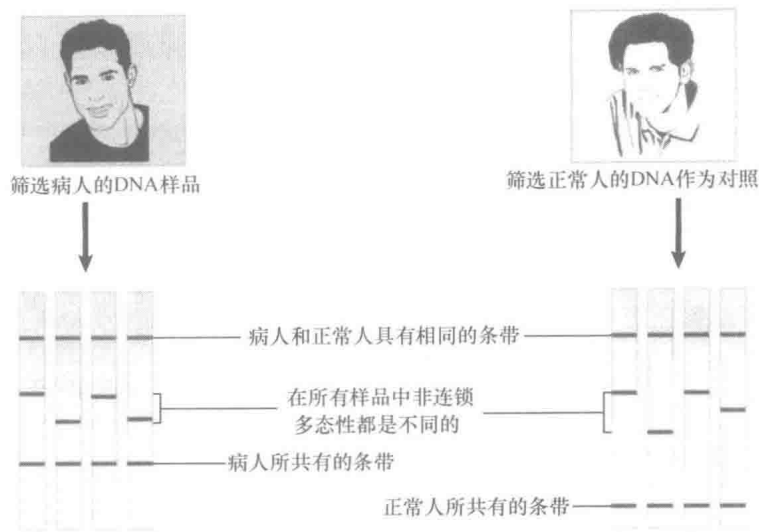 筛选病人的DNA样品
筛选正常人的DNA作为对照
病人和正常人具有相同的条带
在所有样品中非连锁
多态性都是不同的
病人所共有的条带
正常人所共有的条带